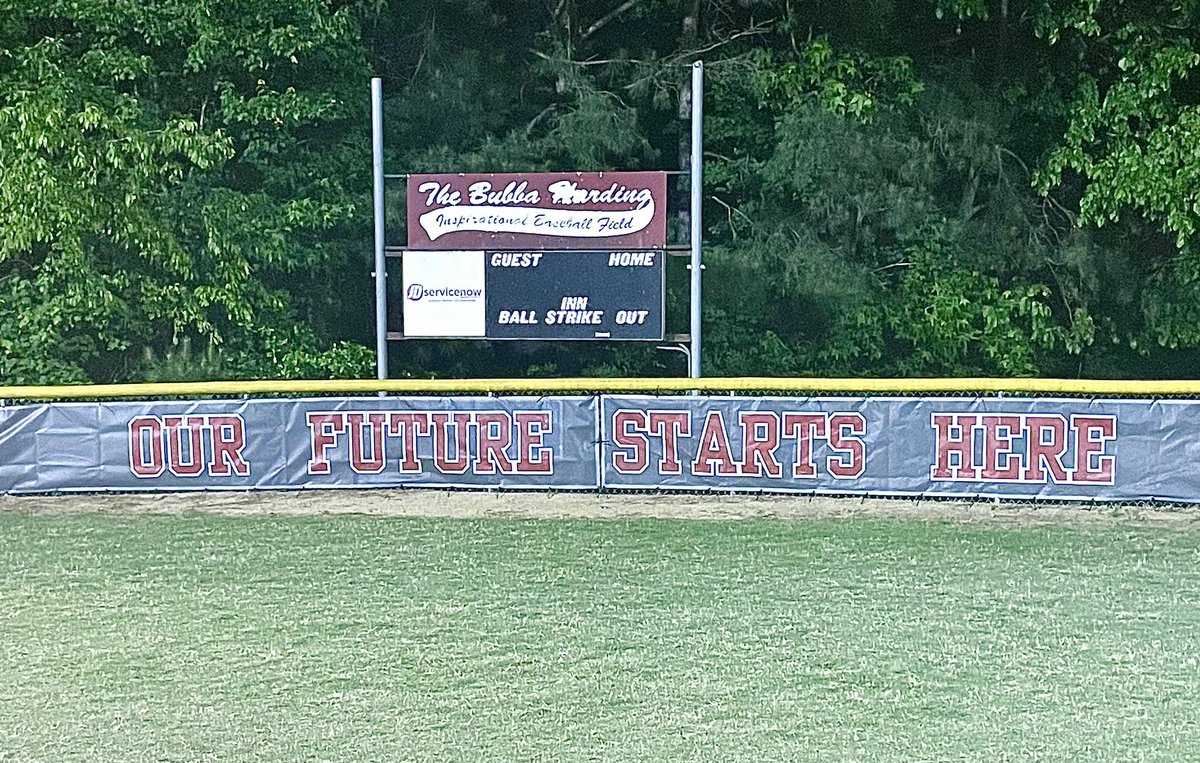 The Bubba Harding
Inspirational Baseball Field
GUEST HOME
servicenow
INN
BALL STRIKE OUT
OUR FUTURE STARTS HERE